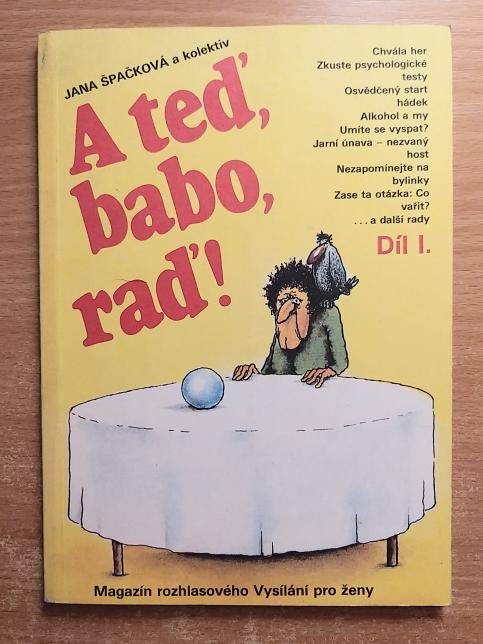 JANA ŠPAČKOVÁ a kolektiv
A teď,
babo,
raď!
Chvála her
Zkuste psychologické
testy
Osvědčený start
hádek
Alkohol a my
Umíte se vyspat?
Jarní únava – nezvaný
host
Nezapomínejte na
bylinky
Zase ta otázka: Co
vařit?
...a další rady
Díl I.
Magazín rozhlasového Vysílání pro ženy